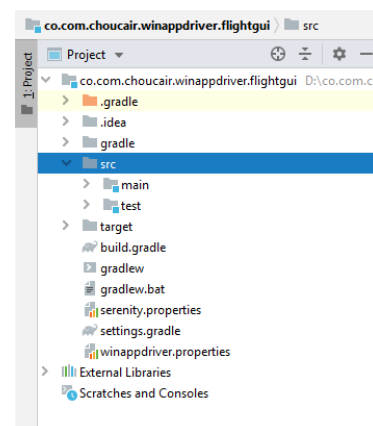 co.com.choucair.winappdriver.flightgui src
1: Project
Project
co.com.choucair.winappdriver.flightgui D:\co.com.c
.gradle
.idea
gradle
src
main
test
target
build.gradle
gradlew
gradlew.bat
serenity.properties
settings.gradle
winappdriver.properties
External Libraries
Scratches and Consoles